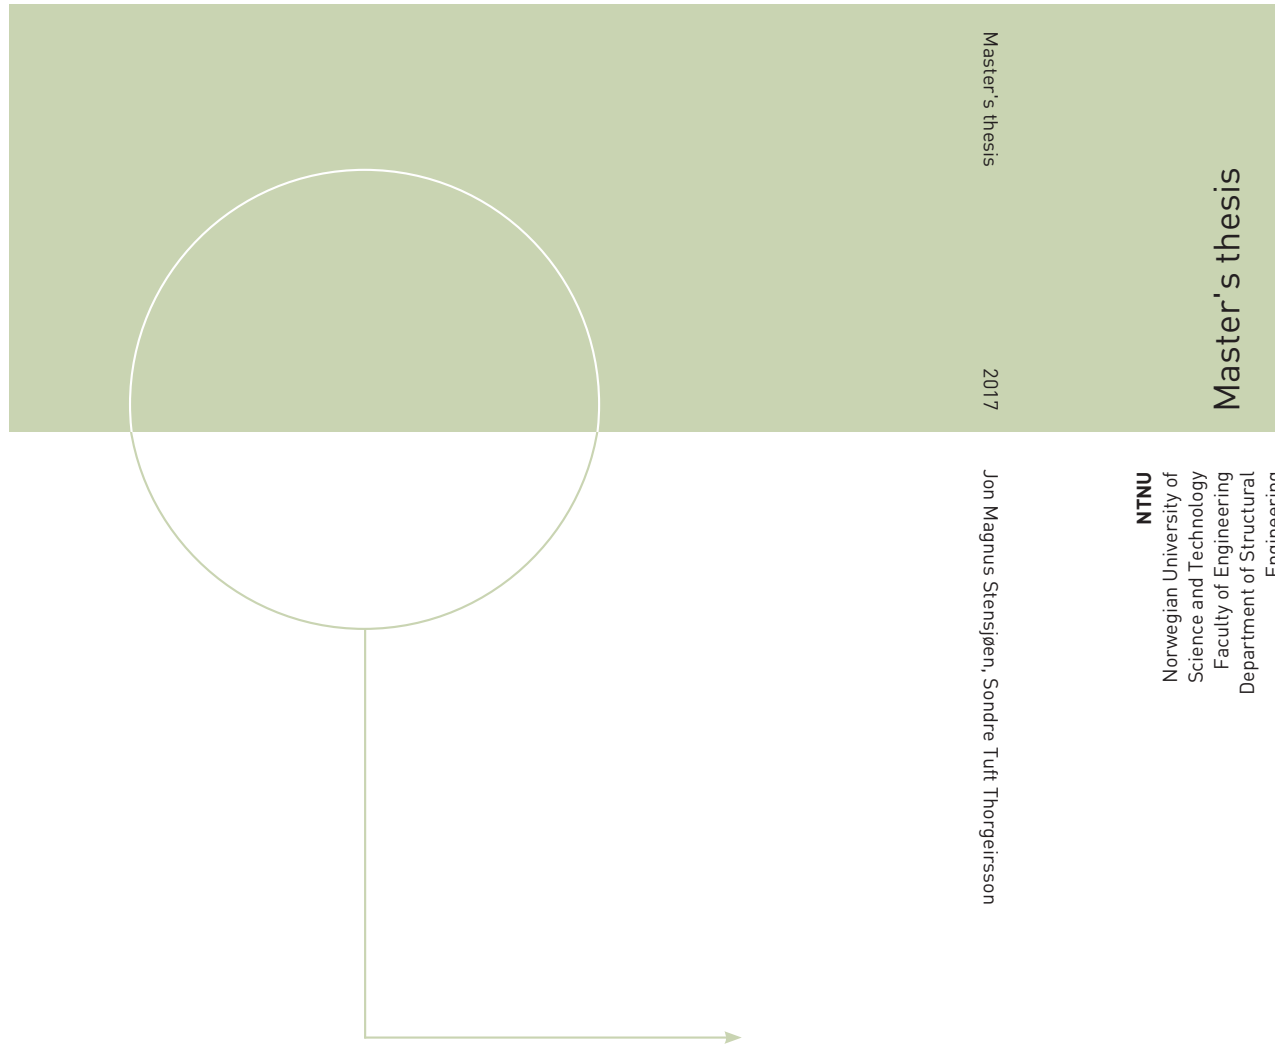 Master's thesis
2017
Jon Magnus Stensjøen, Sondre Tuft Thorgeirsson
Master's thesis
NTNU
Norwegian University of
Science and Technology
Faculty of Engineering
Department of Structural
Engineering